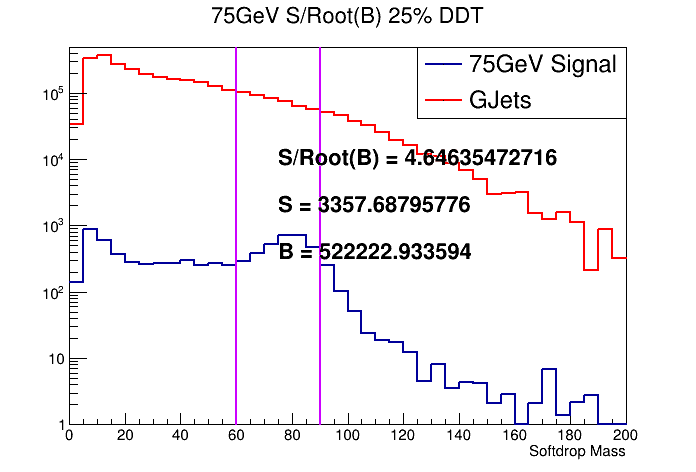 75GeV S/Root(B) 25% DDT
75GeV Signal
GJets
S/Root(B) = 4.64635472716
S = 3357.68795776
B = 522222.933594
10^5
10^4
10^3
10^2
10
1
0 20 40 60 80 100 120 140 160 180 200
Softdrop Mass